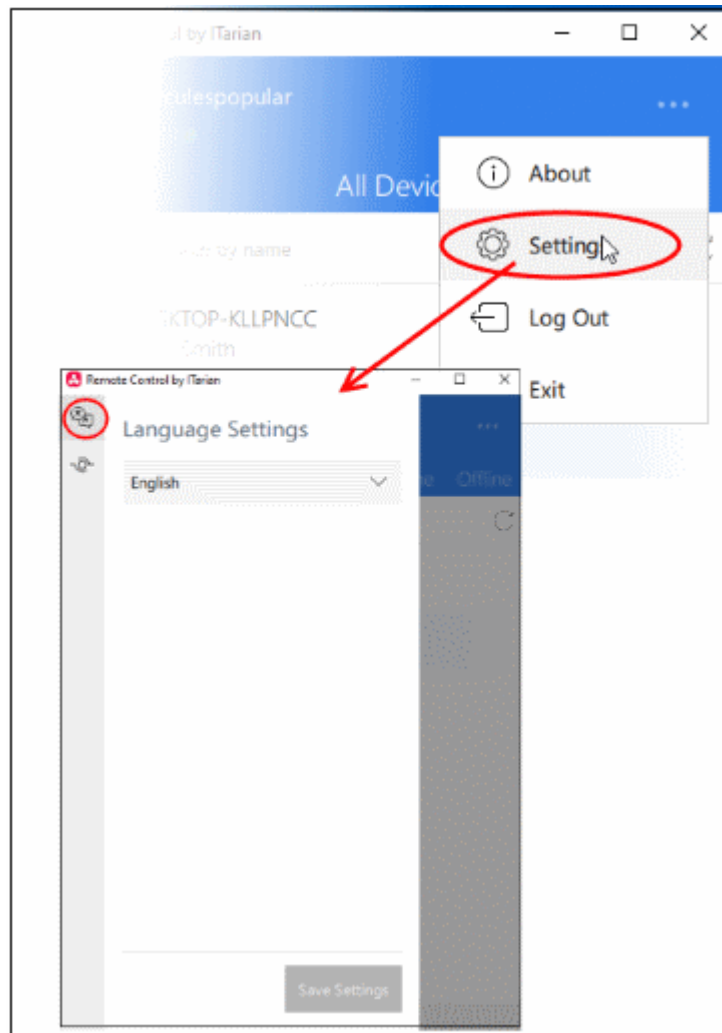 by ITarian
culespopular
All Devic
by name
KTOP-KLLPNCC
Smith
About
Setting
Log Out
Exit
Remote Control by ITarian
Language Settings
English
Offline
Save Settings